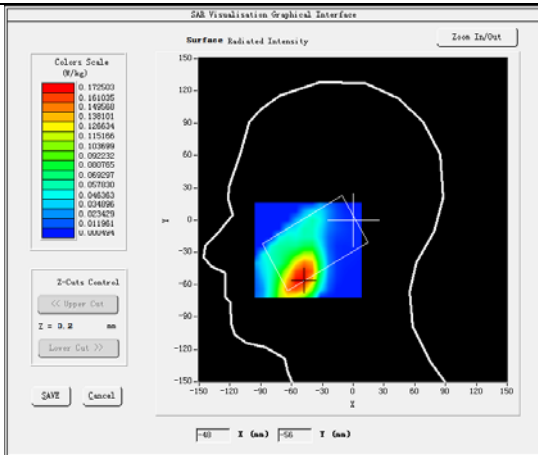 SAR Visualisation Graphical Interface
Surface Radiated Intensity
Zoom In/Out
Colors Scale
(W/kg)
0.172503
0.161035
0.149568
0.138101
0.126634
0.115166
0.103699
0.092232
0.080765
0.069297
0.057830
0.046363
0.034896
0.023429
0.011961
0.000494
Z-Cuts Control
<< Upper Cut
Z = 0.2 mm
Lower Cut >>
SAVE Cancel
150
120
90
60
30
0
-30
-60
-90
-120
-150
Y
-150 -120 -90 -60 -30 0 30 60 90 120 150
X
-48 X (mm) -56 Y (mm)